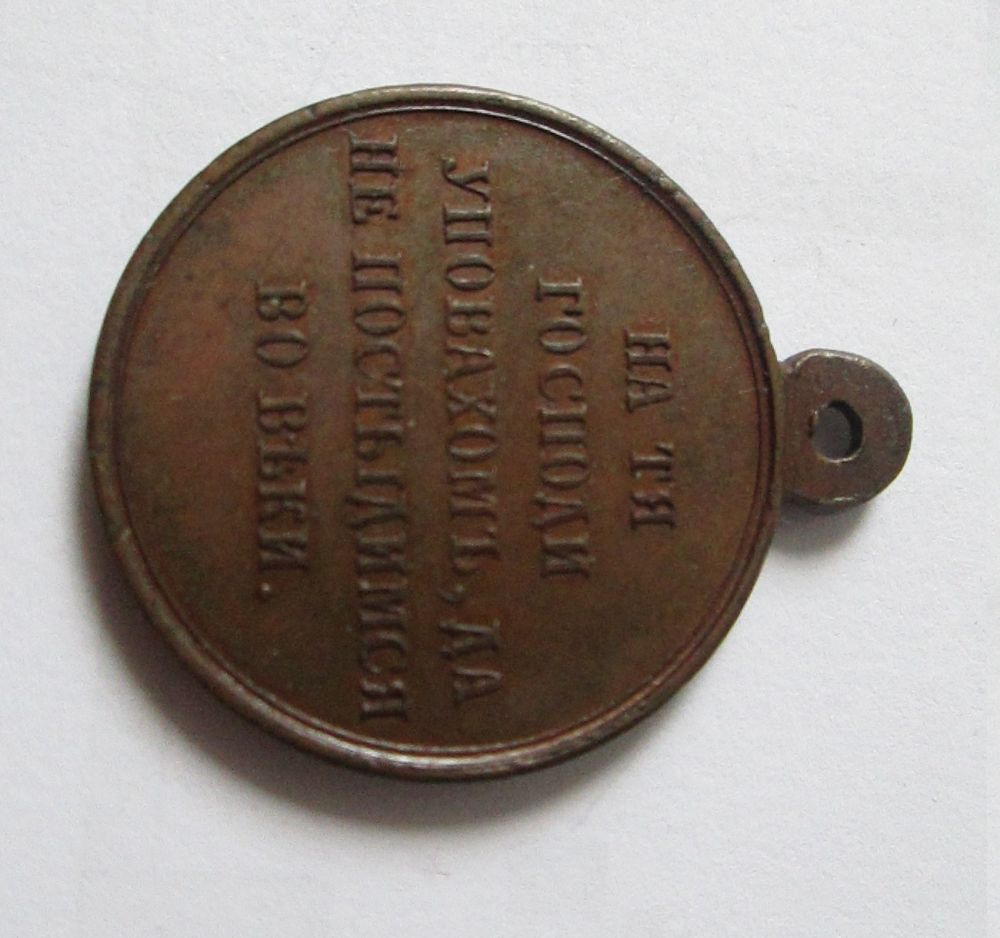 НА ТЯ
ГОСПОДИ
УПОВАХОМЪ, ДА
НЕ ПОСТЫДИМСЯ
ВО ВѢКИ.